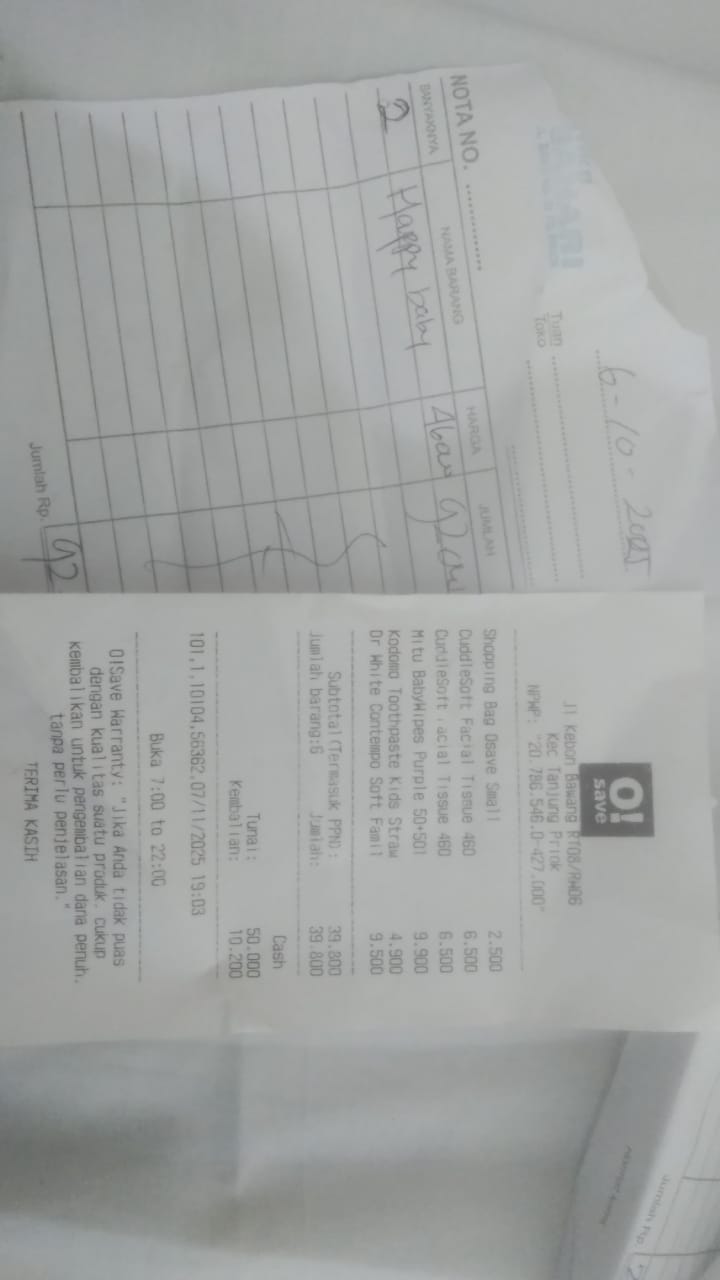 6-10-2025
Tuan
Toko
NOTA NO.
BANYAKNYA NAMA BARANG HARGA JUMLAH
2 Happy baby
Jumlah Rp. 92
O!
save
Jl Kebon Bawang RT08/RW06
Kec Tanjung Priok
NPWP: "20.786.546.0-427.000"
Shopping Bag Osave Small 2.500
CuddleSoft Facial Tissue 460 6.500
CuddleSoft Facial Tissue 460 6.500
Mitu BabyWipes Purple 50+50! 9.900
Kodomo Toothpaste Kids Straw 4.900
Dr White Contempo Soft Famil 9.500
Subtotal(Termasuk PPN): 39.800
Jumlah barang:6 Jumlah: 39.800
Cash
Tunai: 50.000
Kembalian: 10.200
101.1.10104.56362.07/11/2025 19:03
Buka 7:00 to 22:00
O!Save Warranty: "Jika Anda tidak puas
dengan kualitas suatu produk. cukup
kembalikan untuk pengembalian dana penuh.
tanpa perlu penjelasan."
TERIMA KASIH
Jumlah Rp.